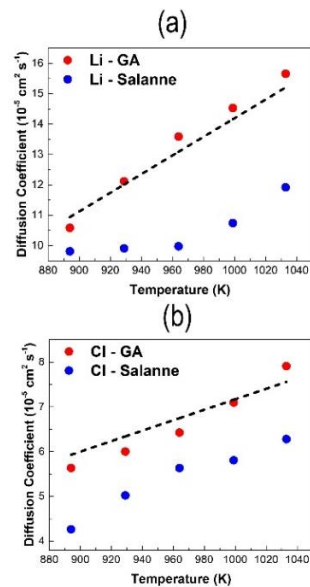 (a)
Li - GA
Li - Salanne
Diffusion Coefficient (10⁻⁵ cm² s⁻¹)
16
15
14
13
12
11
10
880 900 920 940 960 980 1000 1020 1040
Temperature (K)
(b)
Cl - GA
Cl - Salanne
Diffusion Coefficient (10⁻⁵ cm² s⁻¹)
8
7
6
5
4
880 900 920 940 960 980 1000 1020 1040
Temperature (K)